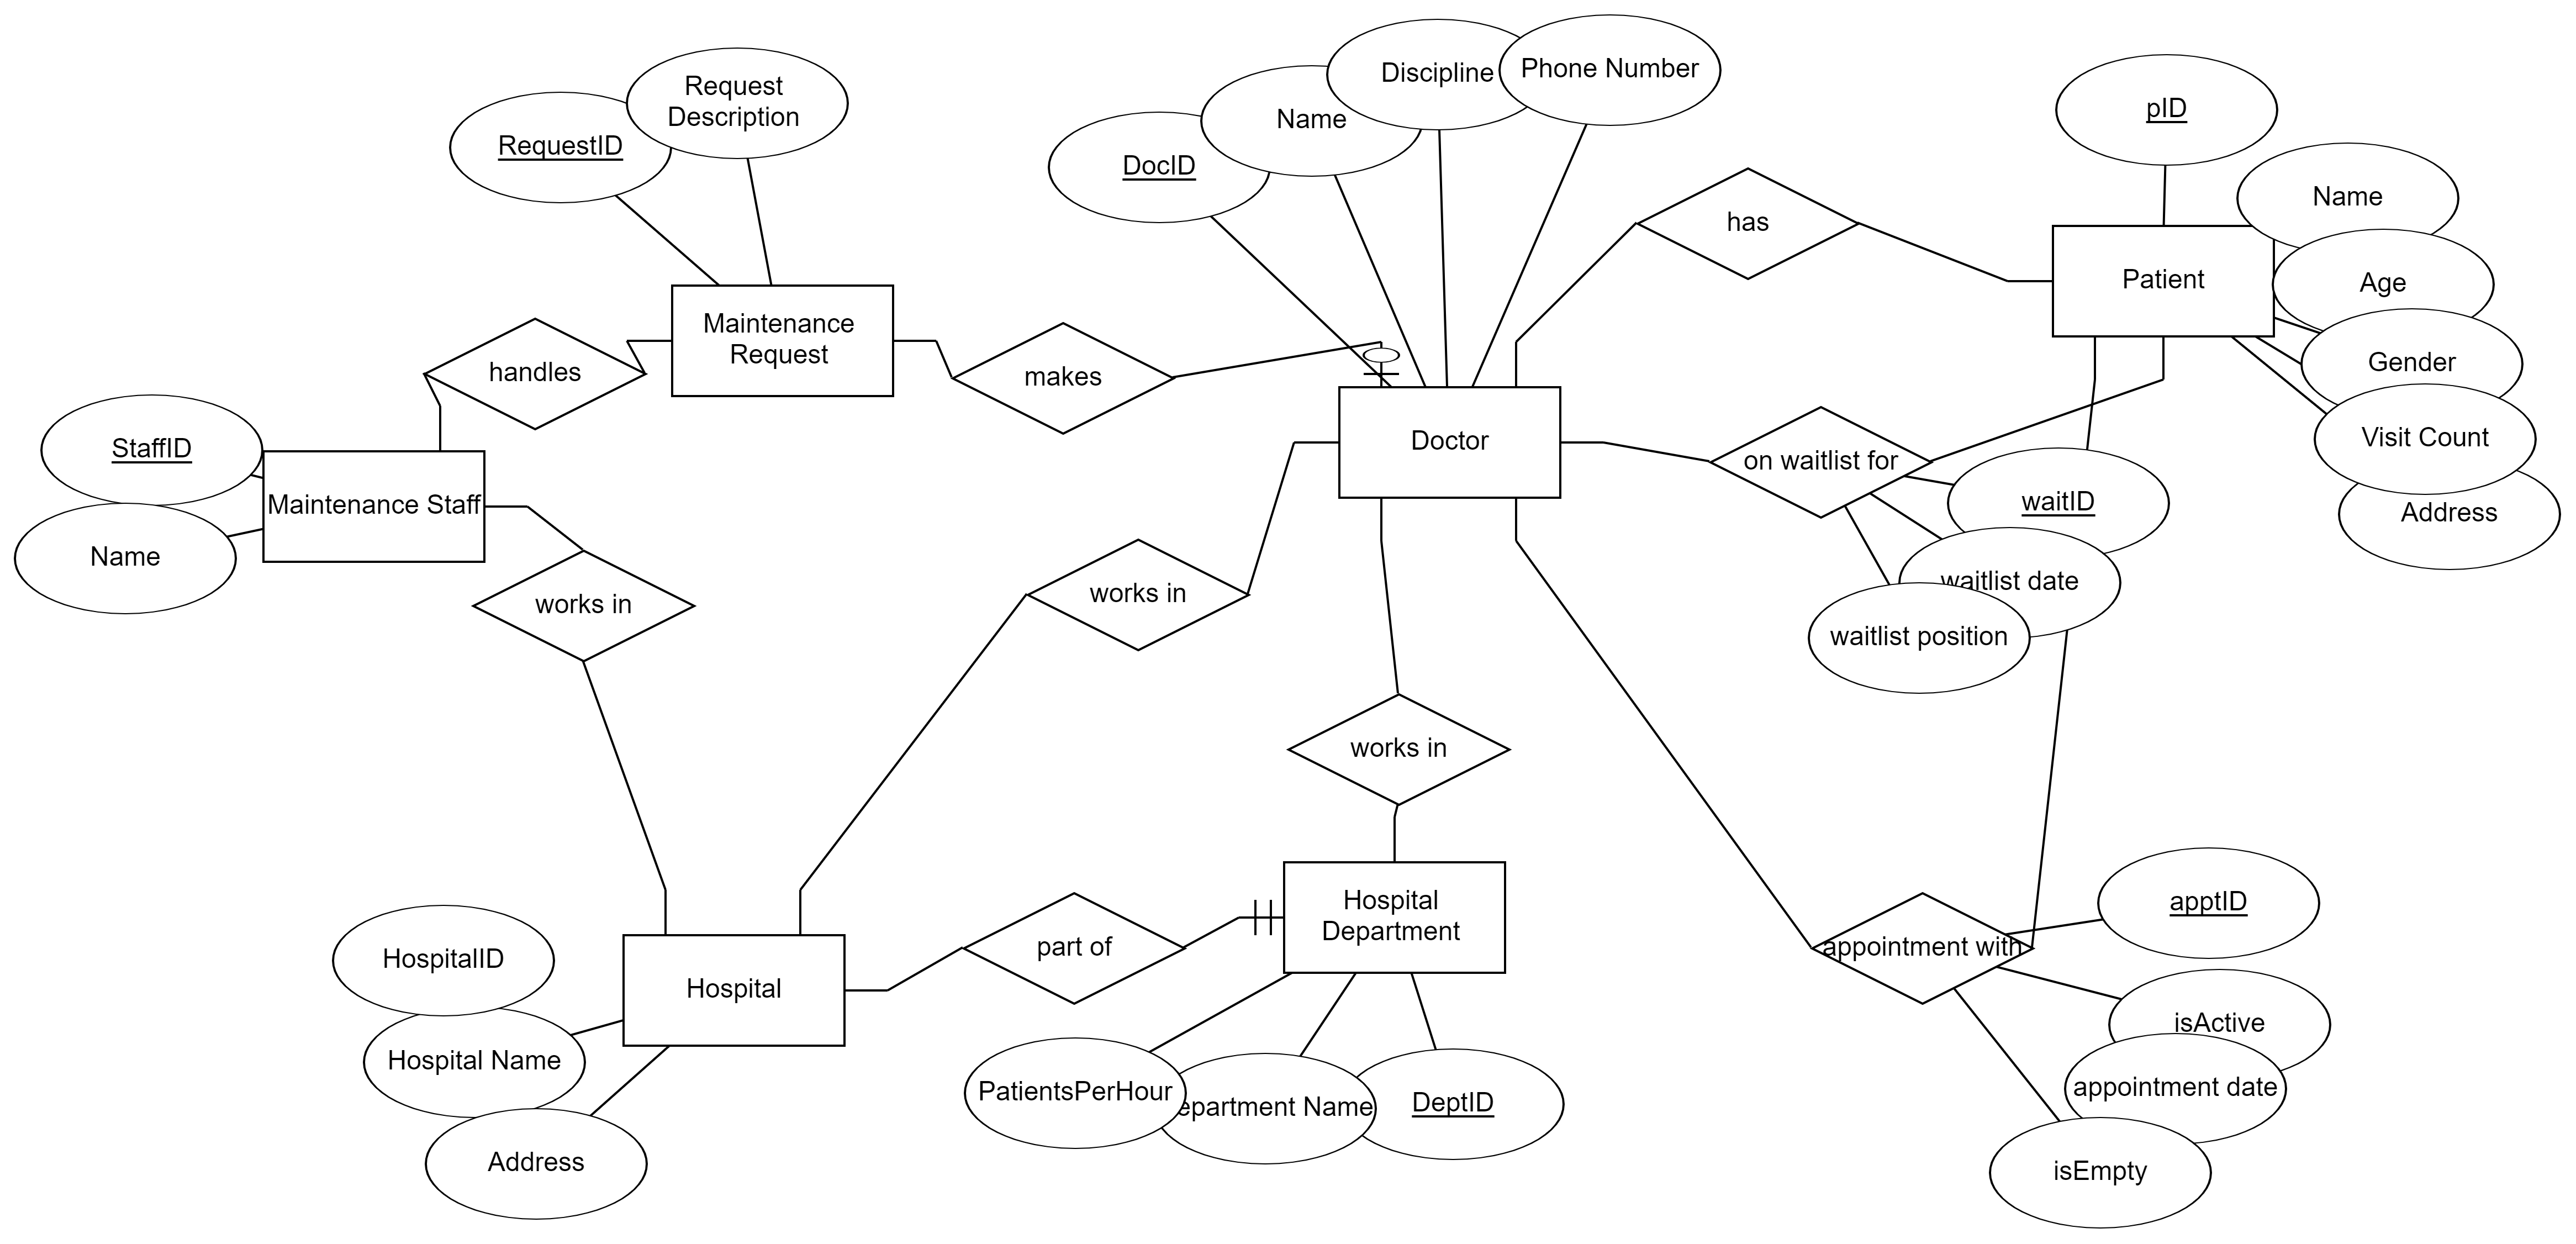 Request
Description
RequestID
DocID
Name
Discipline
Phone Number
pID
Name
Age
Gender
Visit Count
Address
has
Patient
Maintenance
Request
handles
makes
Doctor
on waitlist for
waitID
waitlist date
waitlist position
StaffID
Maintenance Staff
Name
works in
works in
works in
Hospital
Department
part of
appointment with
apptID
isActive
appointment date
isEmpty
HospitalID
Hospital
Hospital Name
Address
PatientsPerHour
epartment Name
DeptID